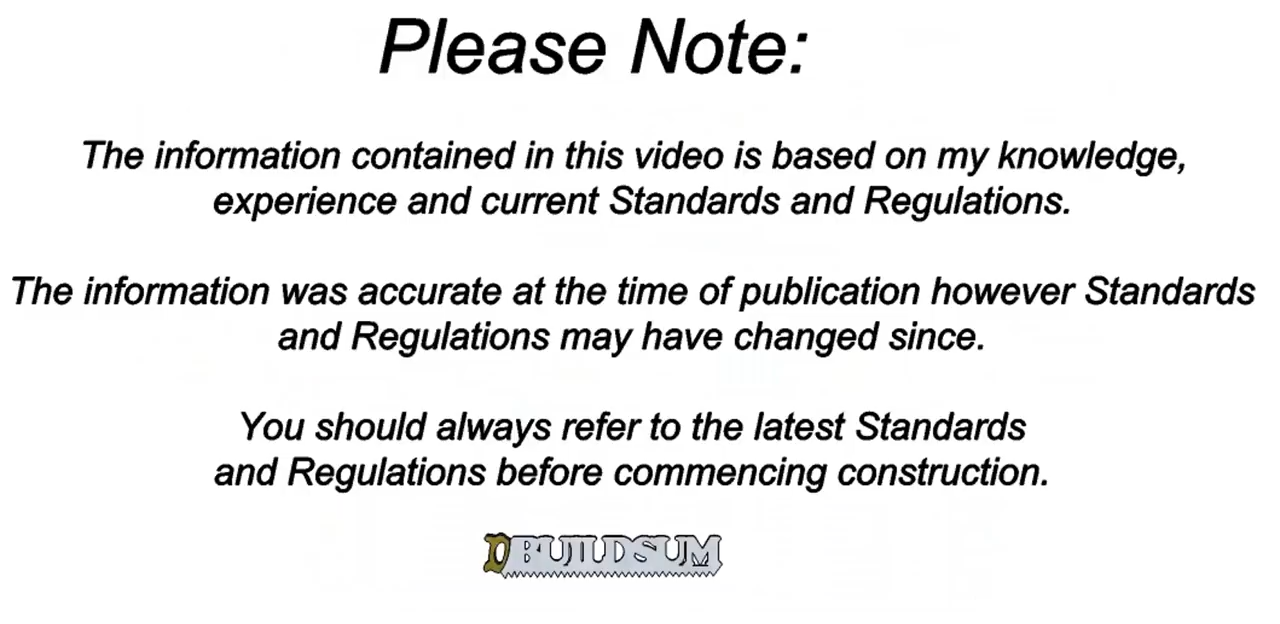 Please Note:
The information contained in this video is based on my knowledge,
experience and current Standards and Regulations.
The information was accurate at the time of publication however Standards
and Regulations may have changed since.
You should always refer to the latest Standards
and Regulations before commencing construction.
BUILDSUM